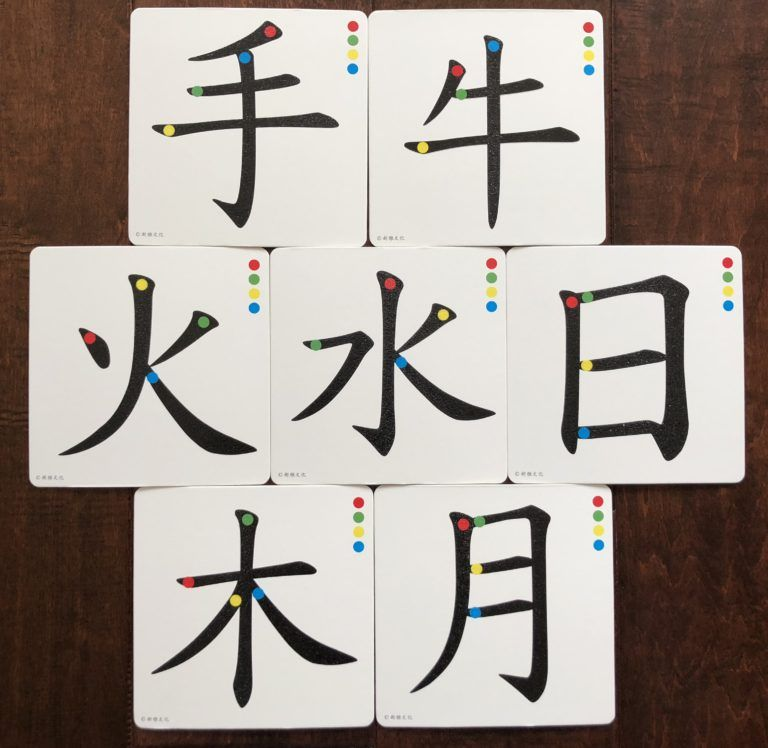 手 牛
火 水 日
木 月